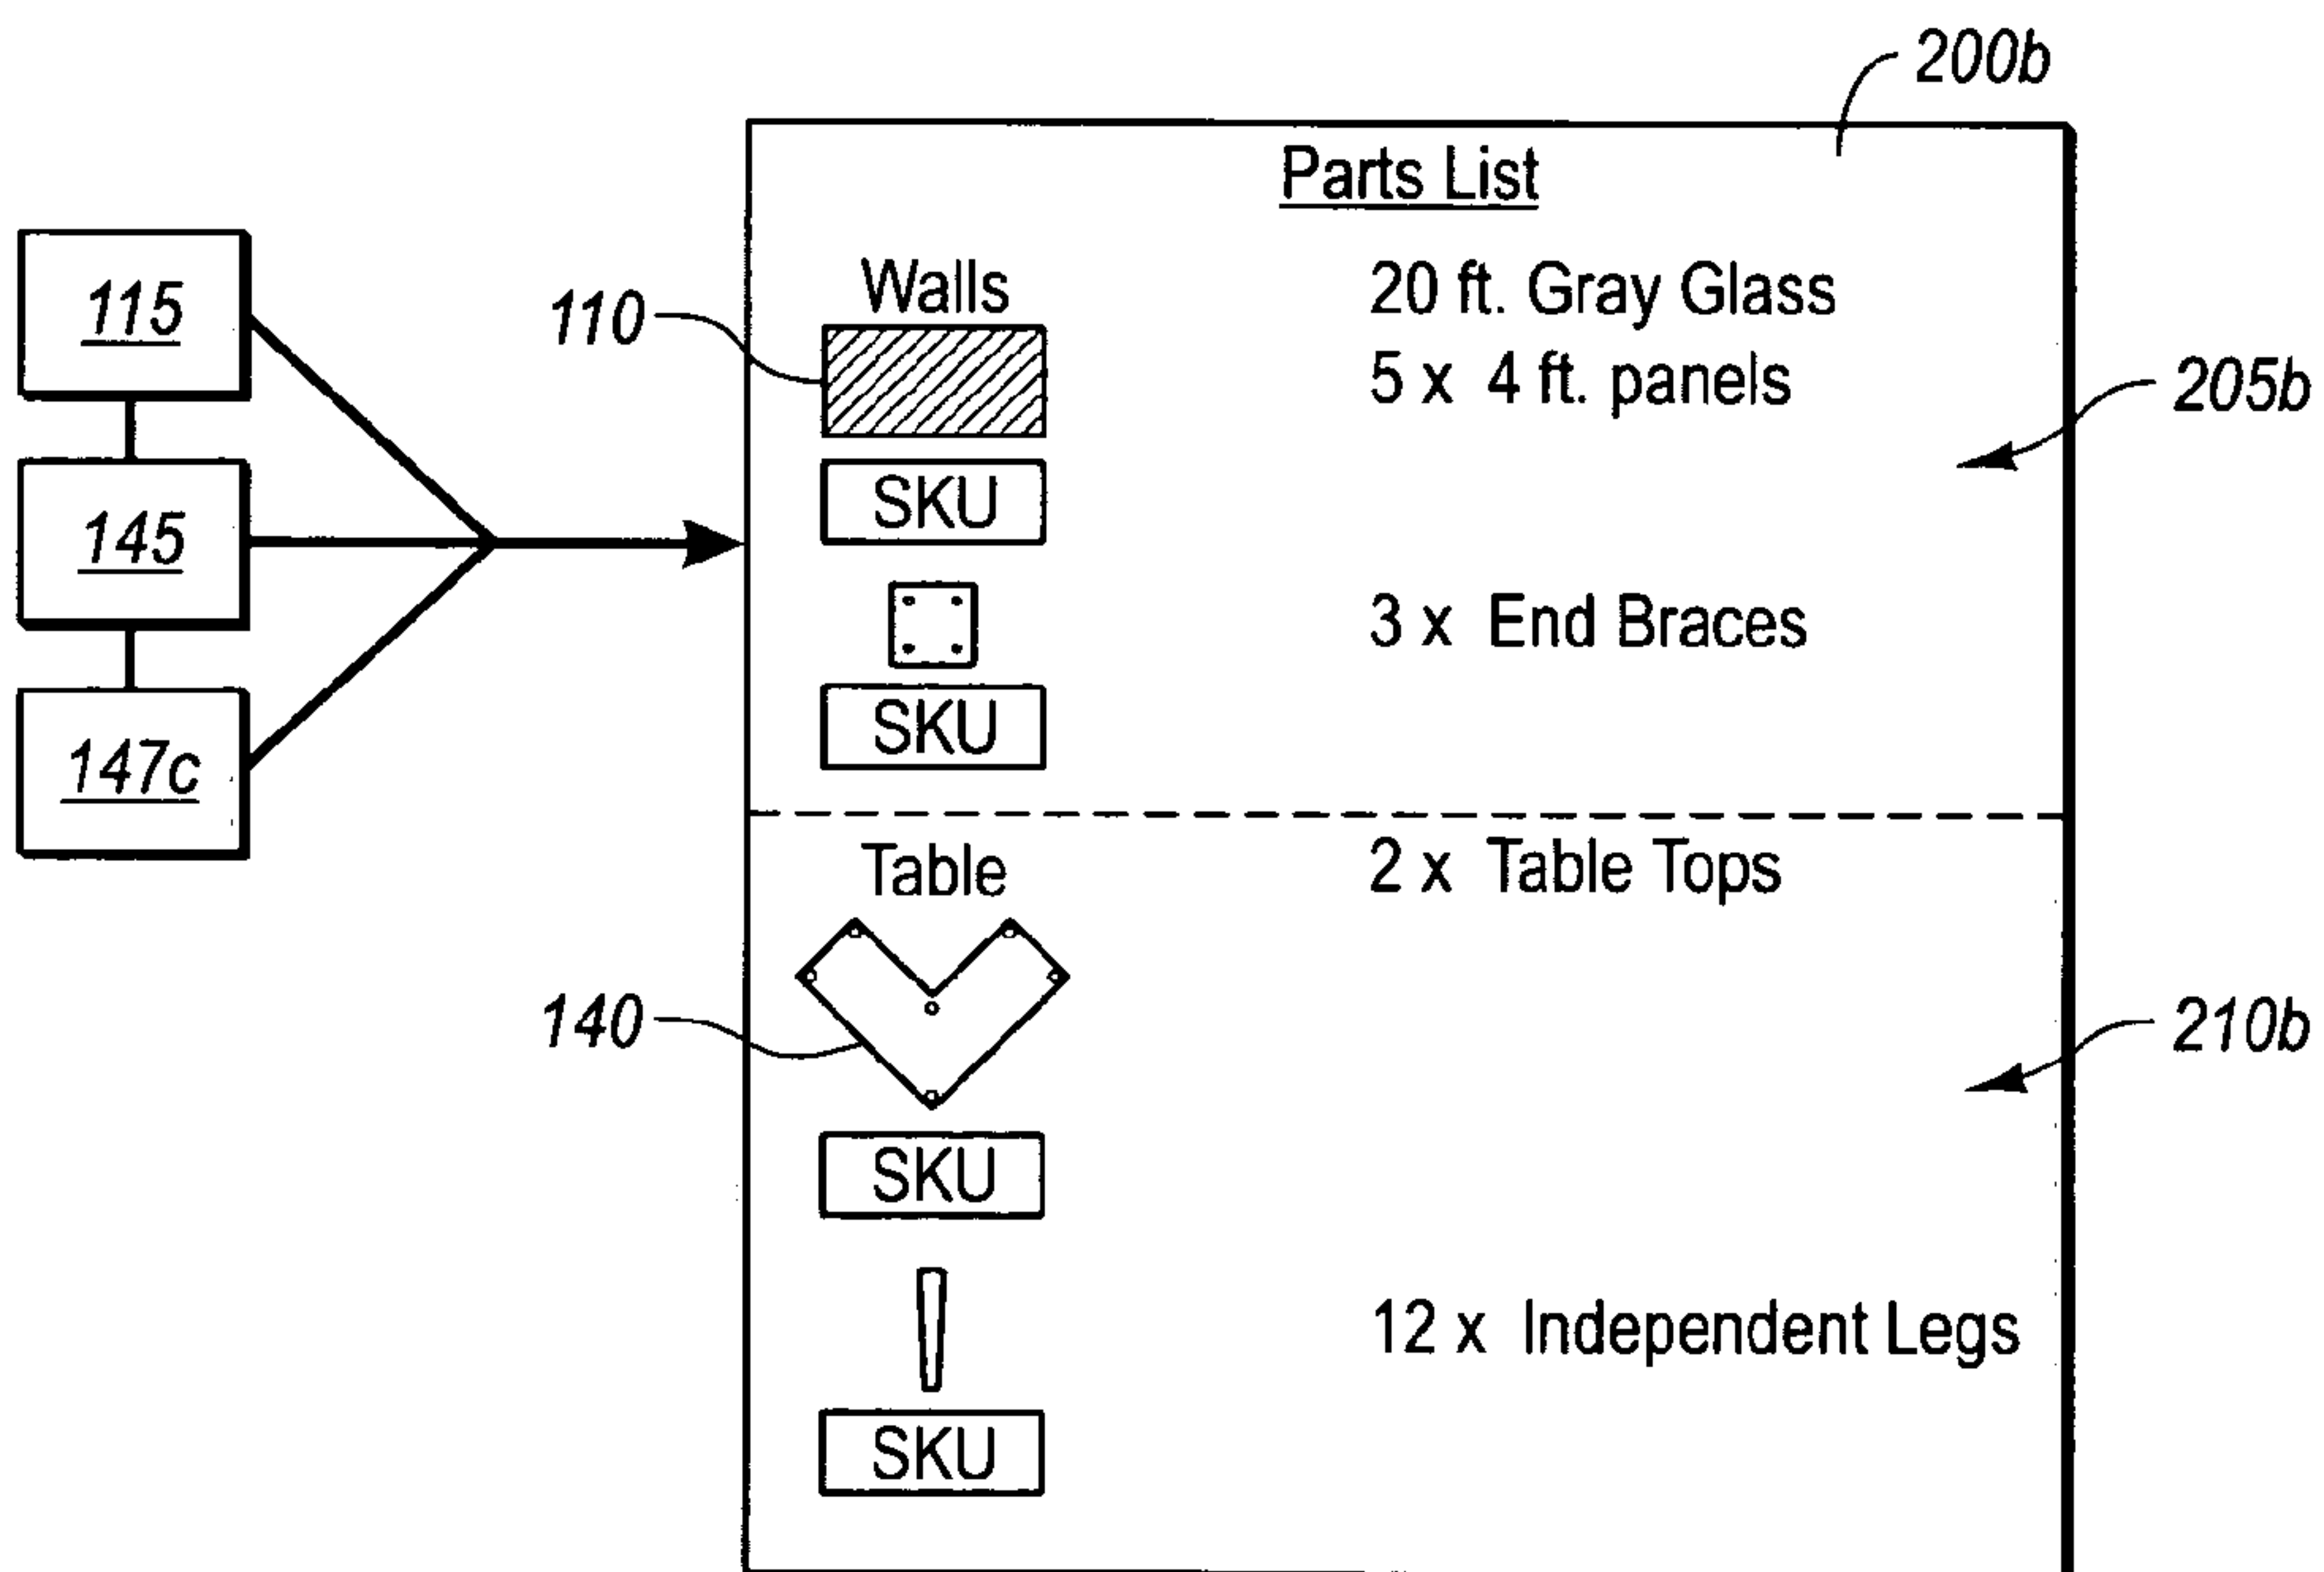 200b
Parts List
115
110
Walls
20 ft. Gray Glass
5 x 4 ft. panels
205b
SKU
145
3 x End Braces
SKU
147c
Table
2 x Table Tops
140
210b
SKU
12 x Independent Legs
SKU